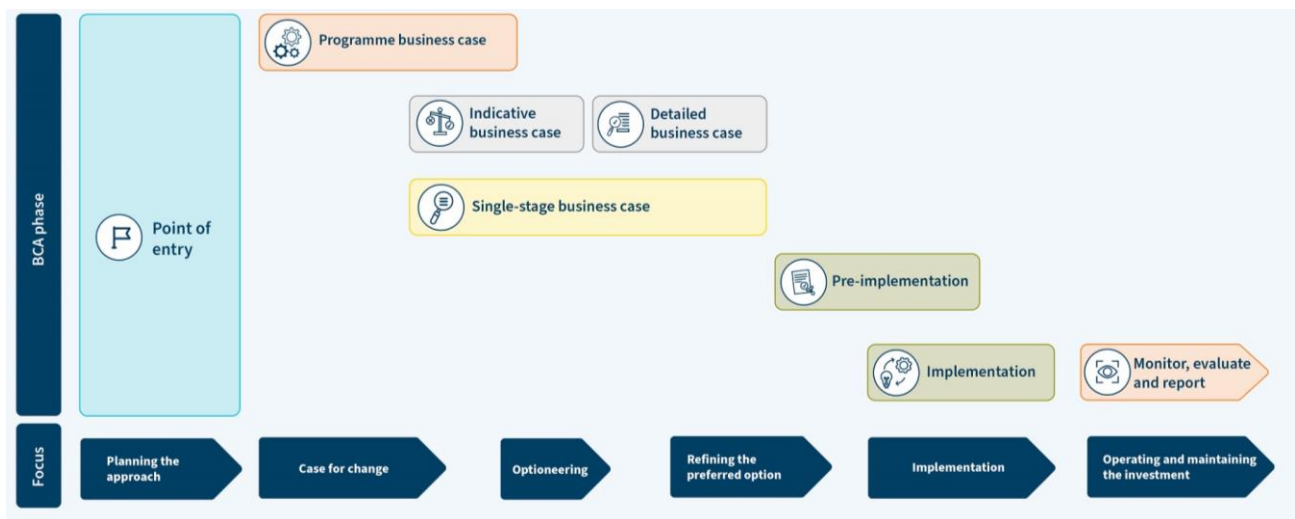 BCA phase
Programme business case
Indicative
business case
Detailed
business case
Single-stage business case
Point of
entry
Pre-implementation
Implementation
Monitor, evaluate
and report
Focus
Planning the
approach
Case for change
Optioneering
Refining the
preferred option
Implementation
Operating and maintaining
the investment